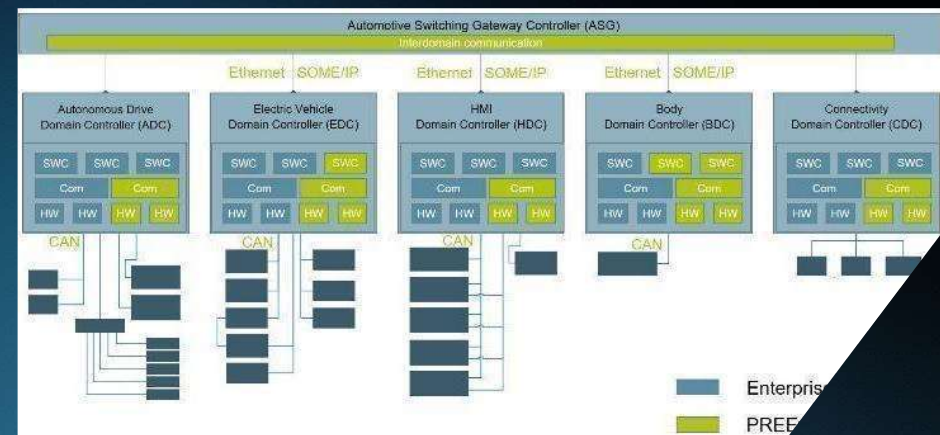 Automotive Switching Gateway Controller (ASG)
Interdomain communication
Ethernet SOME/IP
Ethernet SOME/IP
Ethernet SOME/IP
Autonomous Drive
Domain Controller (ADC)
SWC SWC SWC
Com Com
HW HW HW HW
CAN
Electric Vehicle
Domain Controller (EDC)
SWC SWC SWC
Com Com
HW HW HW HW
CAN
HMI
Domain Controller (HDC)
SWC SWC SWC
Com Com
HW HW HW HW
CAN
Body
Domain Controller (BDC)
SWC SWC SWC
Com Com
HW HW HW HW
CAN
Connectivity
Domain Controller (CDC)
SWC SWC SWC
Com Com
HW HW HW HW
Enterpris
PREE